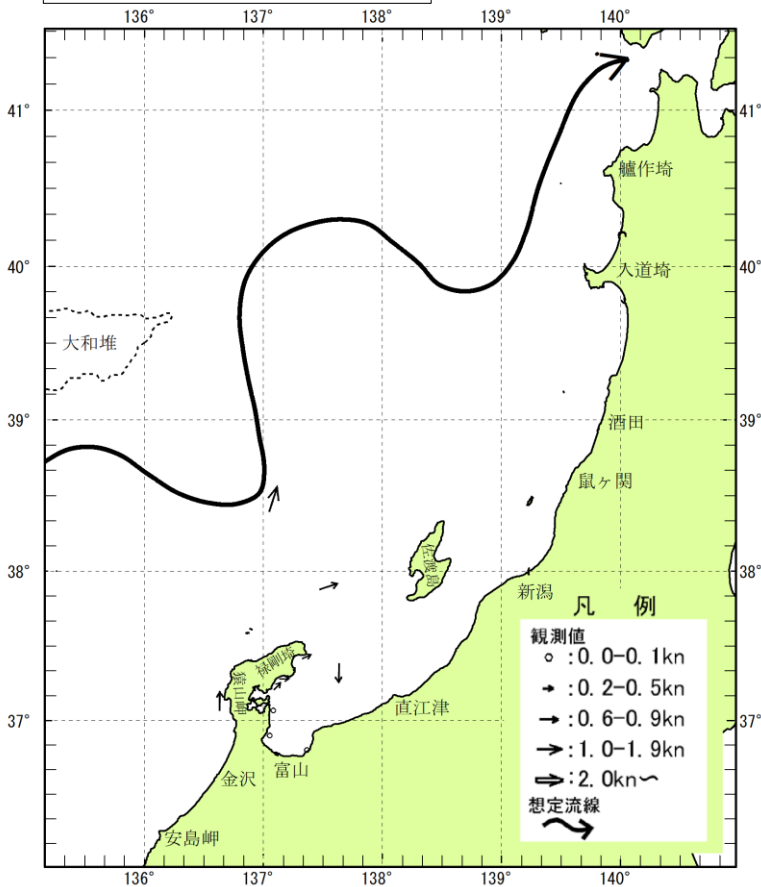 136° 137° 138° 139° 140°
41° 41°
艫作埼
40° 入道埼 40°
大和堆
39° 39°
酒田
鼠ヶ関
佐渡島
38° 38°
新潟
禄剛埼
猿山岬
37° 37°
直江津
富山
金沢
安島岬
凡 例
観測値
:0.0-0.1kn
:0.2-0.5kn
:0.6-0.9kn
:1.0-1.9kn
:2.0kn~
想定流線
136° 137° 138° 139° 140°